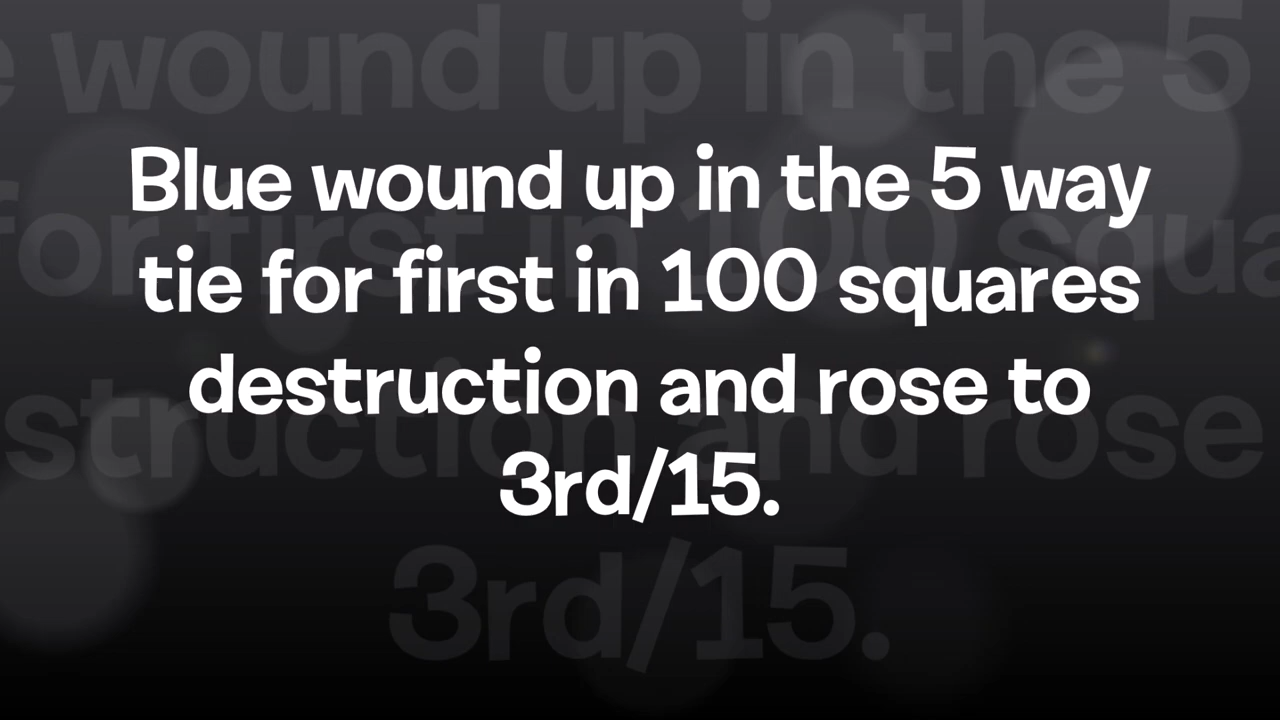 Blue wound up in the 5 way
tie for first in 100 squares
destruction and rose to
3rd/15.